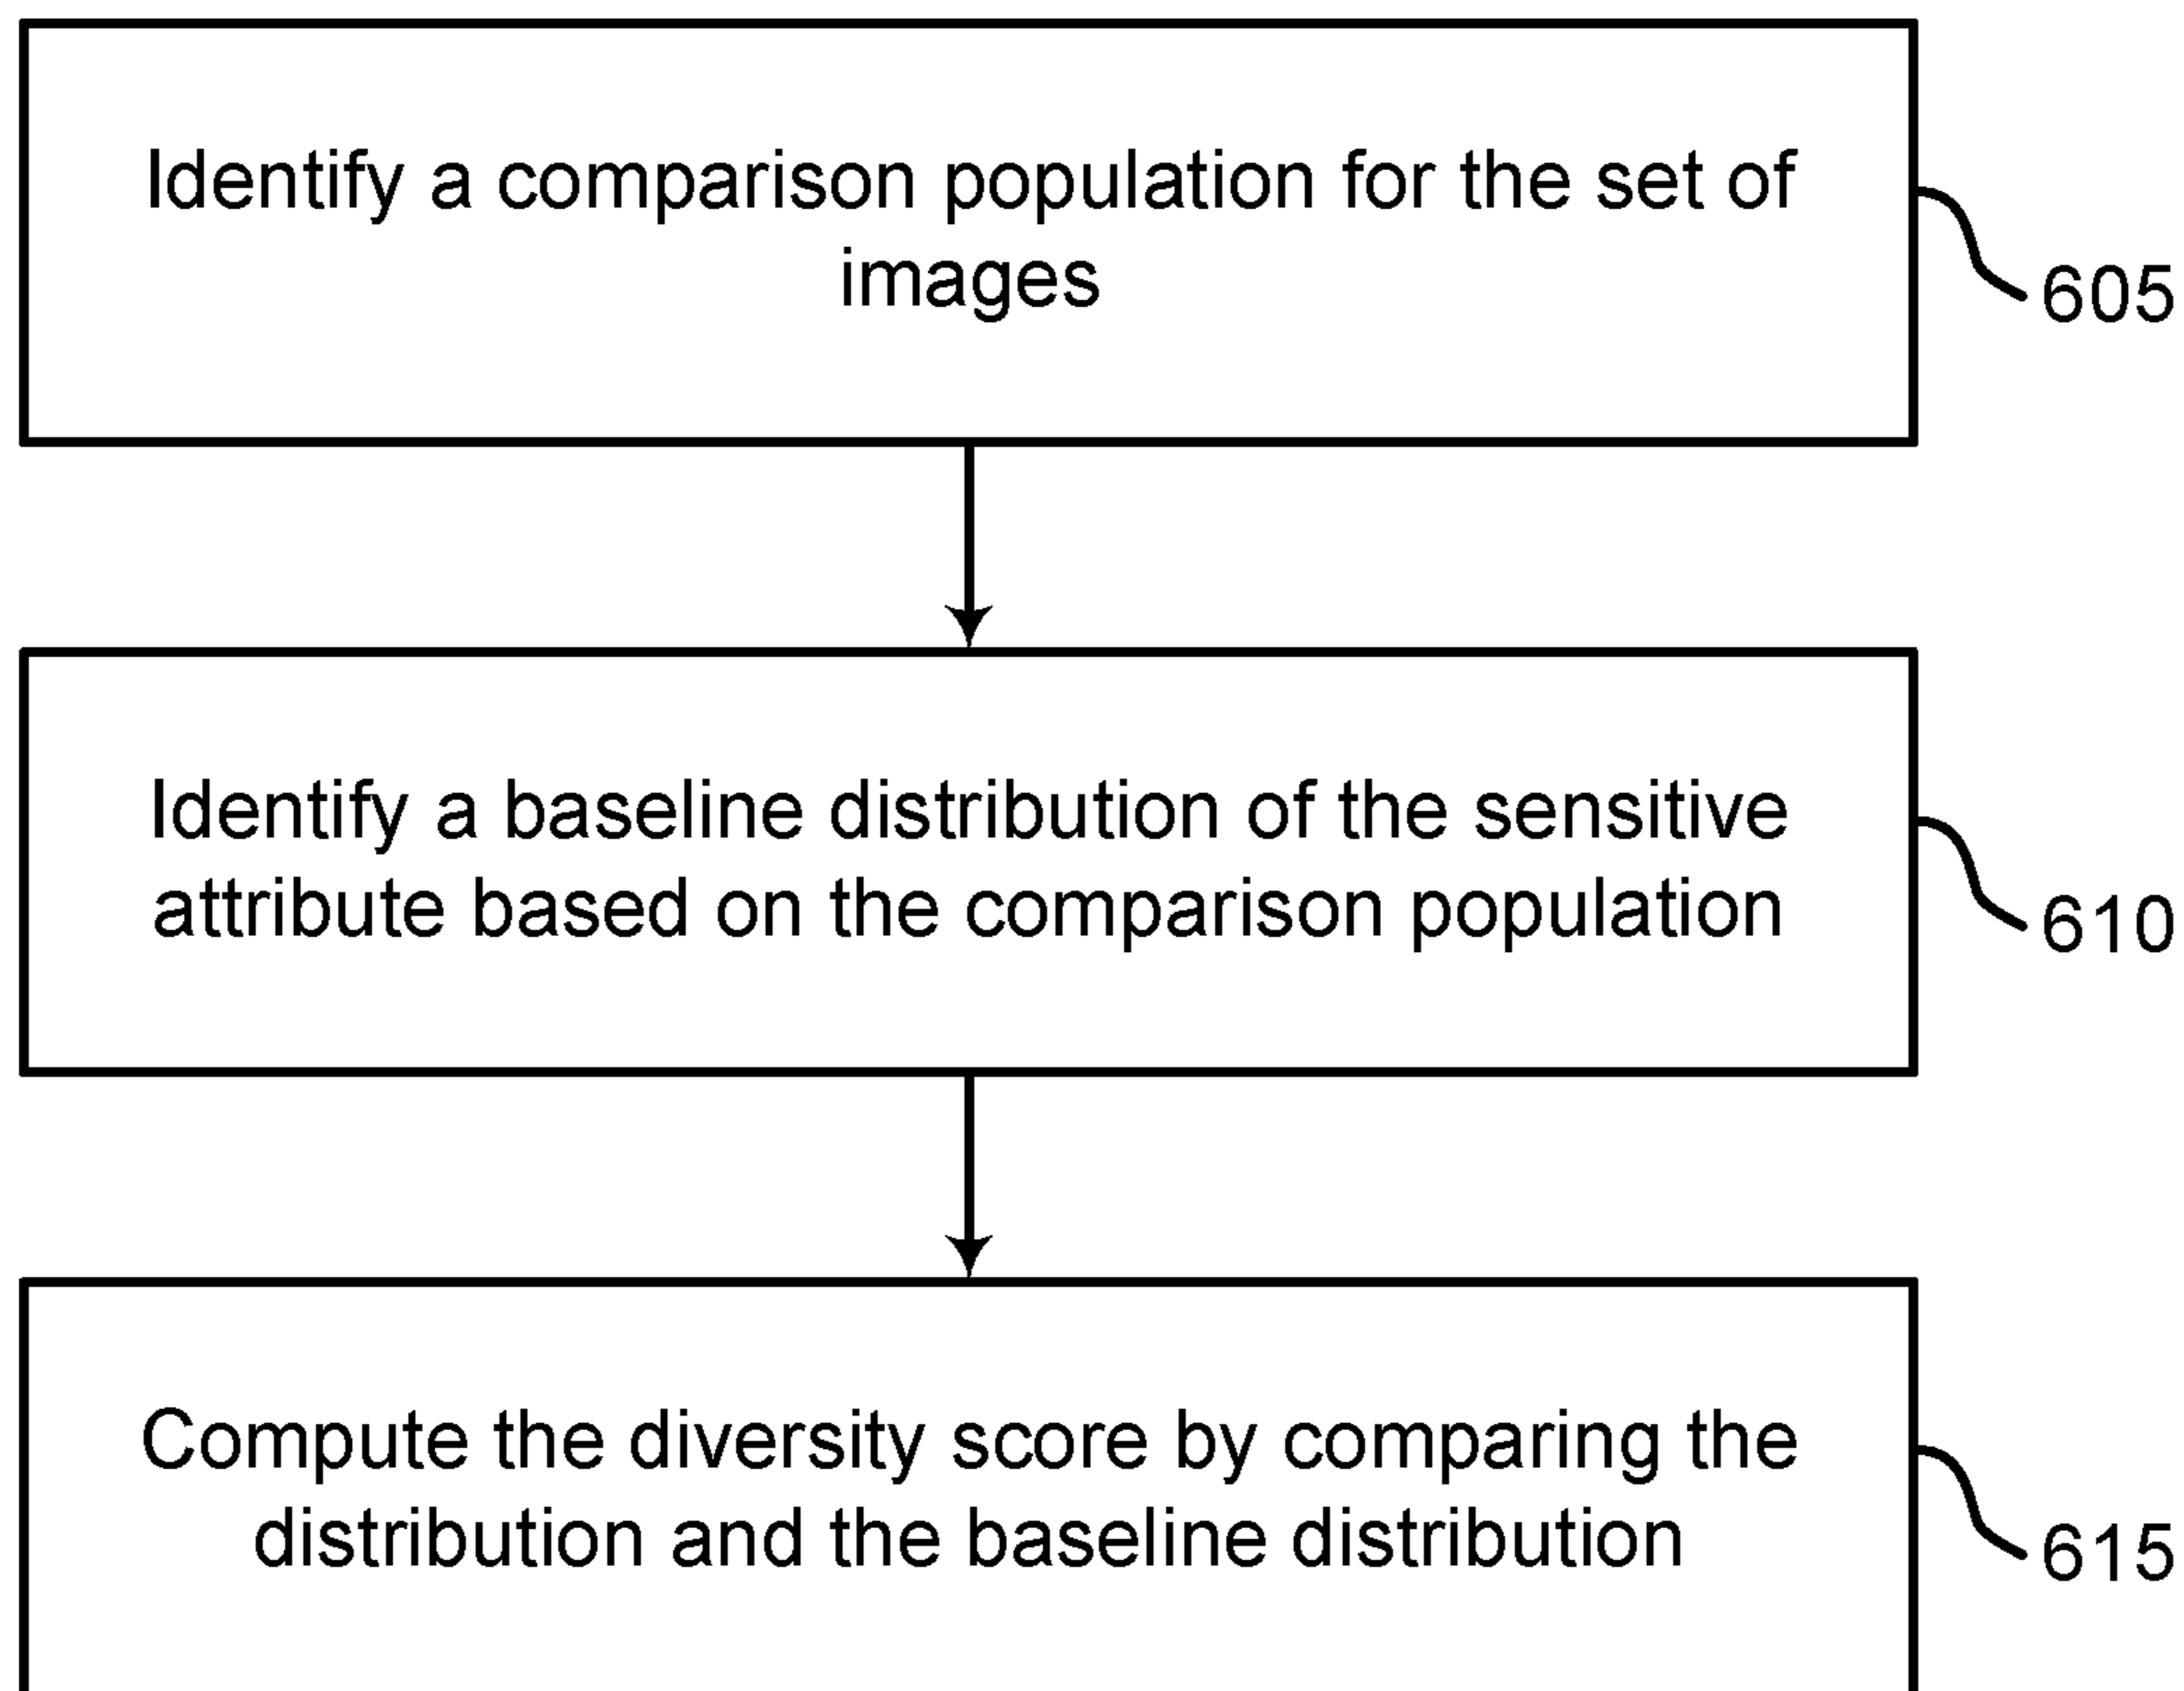 Identify a comparison population for the set of
images
605
Identify a baseline distribution of the sensitive
attribute based on the comparison population
610
Compute the diversity score by comparing the
distribution and the baseline distribution
615